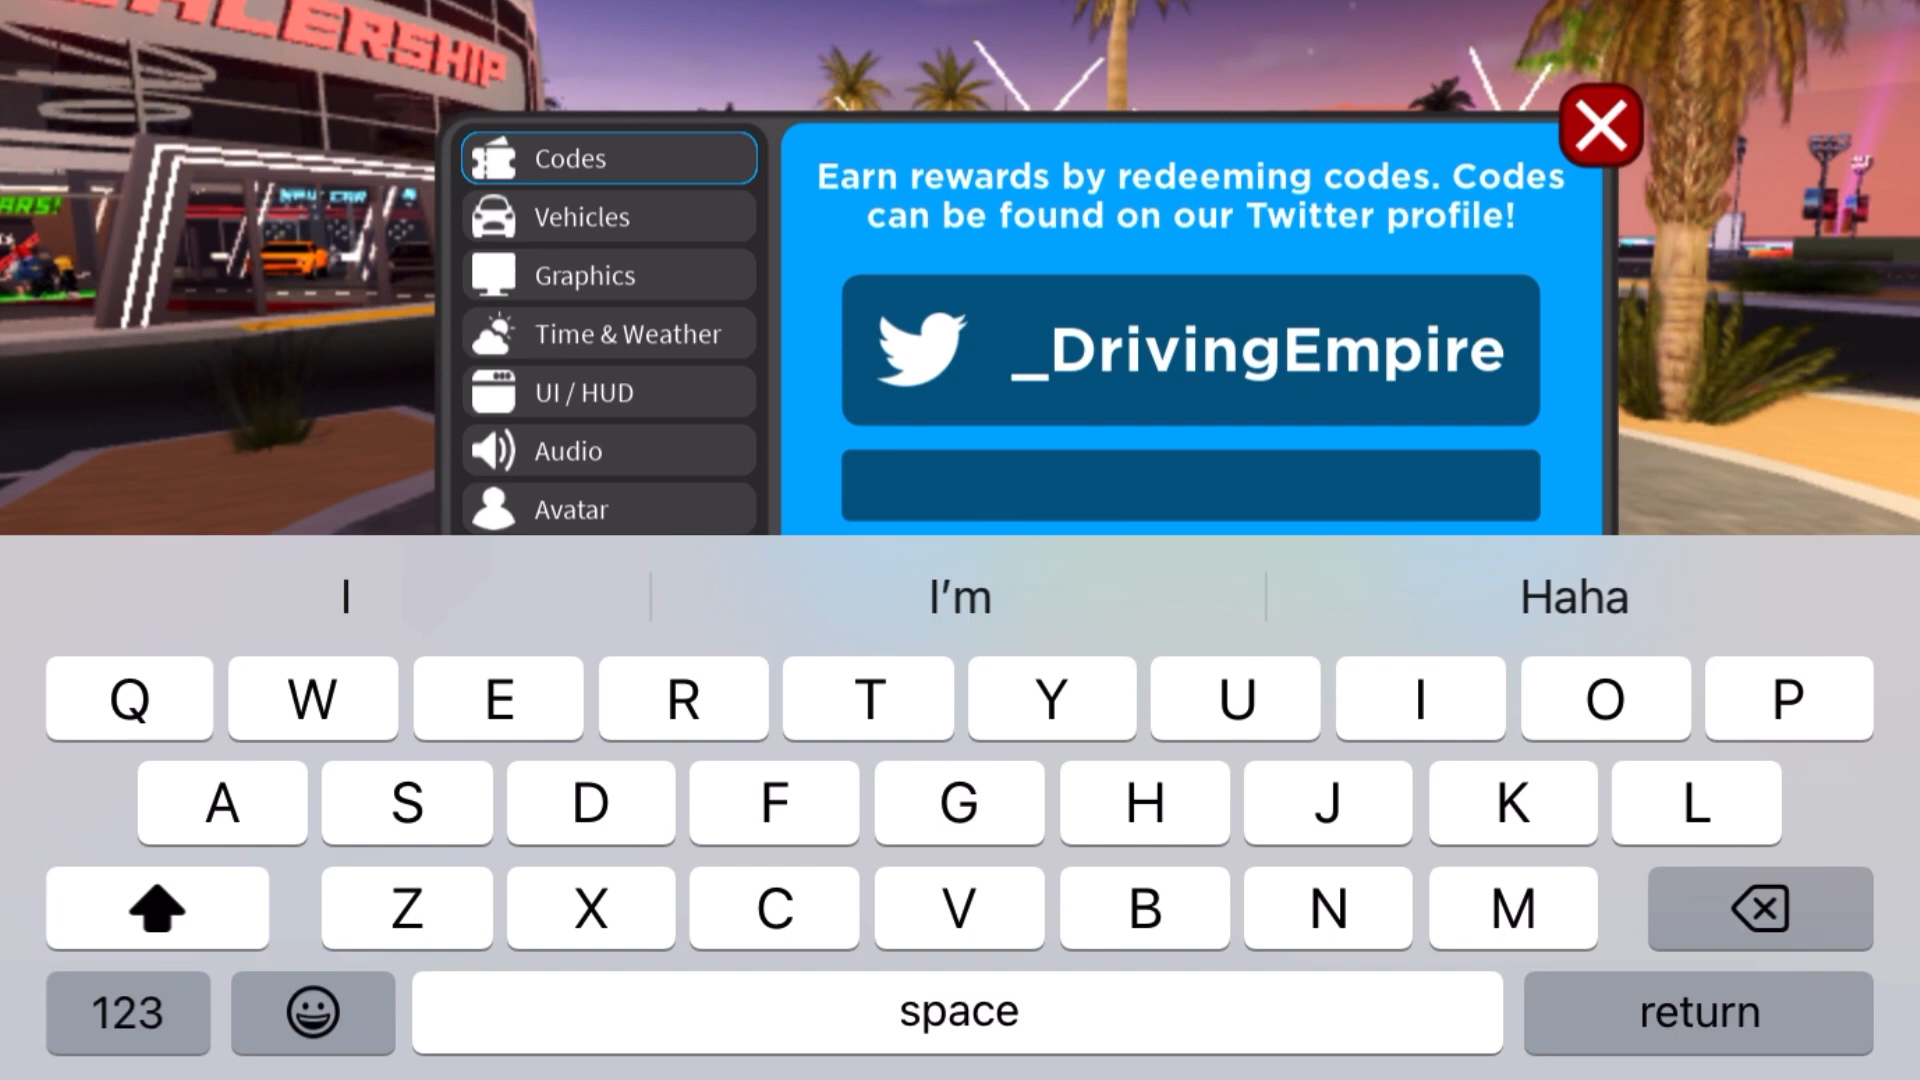 Codes
Vehicles
Graphics
Time & Weather
UI / HUD
Audio
Avatar
Earn rewards by redeeming codes. Codes
can be found on our Twitter profile!
_DrivingEmpire
I
I'm
Haha
Q W E R T Y U I O P
A S D F G H J K L
Z X C V B N M
123
space
return